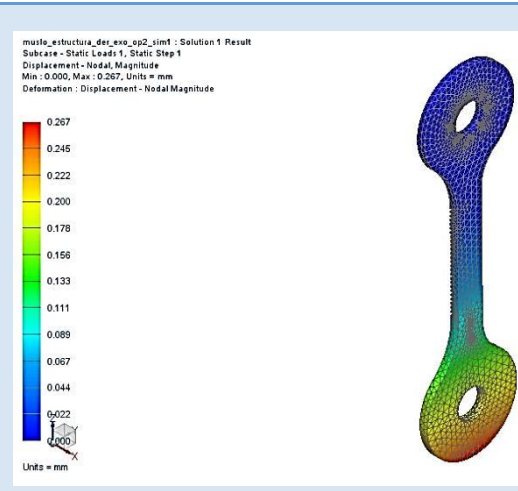 muslo_estructura_der_exo_op2_sim1 : Solution 1 Result
Subcase - Static Loads 1, Static Step 1
Displacement - Nodal, Magnitude
Min : 0.000, Max : 0.267, Units = mm
Deformation : Displacement - Nodal Magnitude
0.267
0.245
0.222
0.200
0.178
0.156
0.133
0.111
0.089
0.067
0.044
0.022
0.000
X
Units = mm